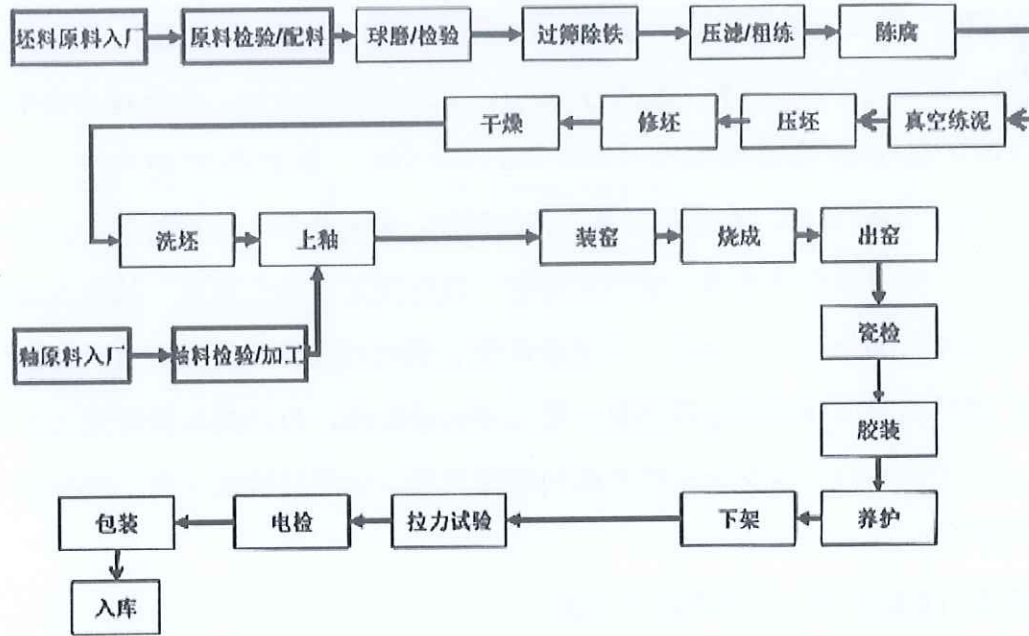 坯料原料入厂
原料检验/配料
球磨/检验
过筛除铁
压滤/粗练
陈腐
真空练泥
压坯
修坯
干燥
洗坯
上釉
装窑
烧成
出窑
釉原料入厂
釉料检验/加工
瓷检
胶装
养护
下架
拉力试验
电检
包装
入库